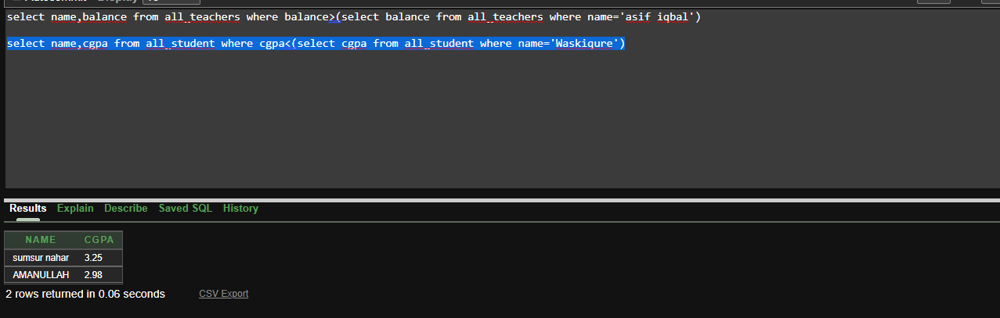 select name,balance from all_teachers where balance>(select balance from all_teachers where name='asif iqbal')
select name,cgpa from all_student where cgpa<(select cgpa from all_student where name='Waskiqure')
Results Explain Describe Saved SQL History
NAME CGPA
sumsur nahar 3.25
AMANULLAH 2.98
2 rows returned in 0.06 seconds CSV Export